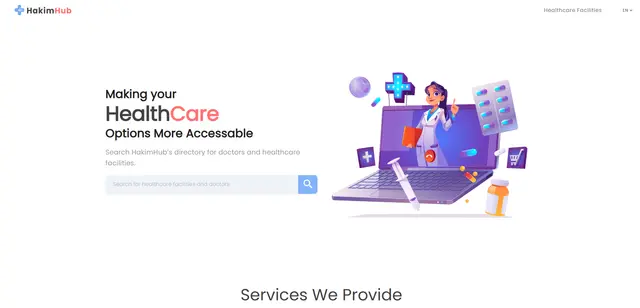 HakimHub
Healthcare Facilities
EN
Making your
HealthCare
Options More Accessable
Search HakimHub's directory for doctors and healthcare
facilities.
Search for healthcare facilities and doctors
Services We Provide